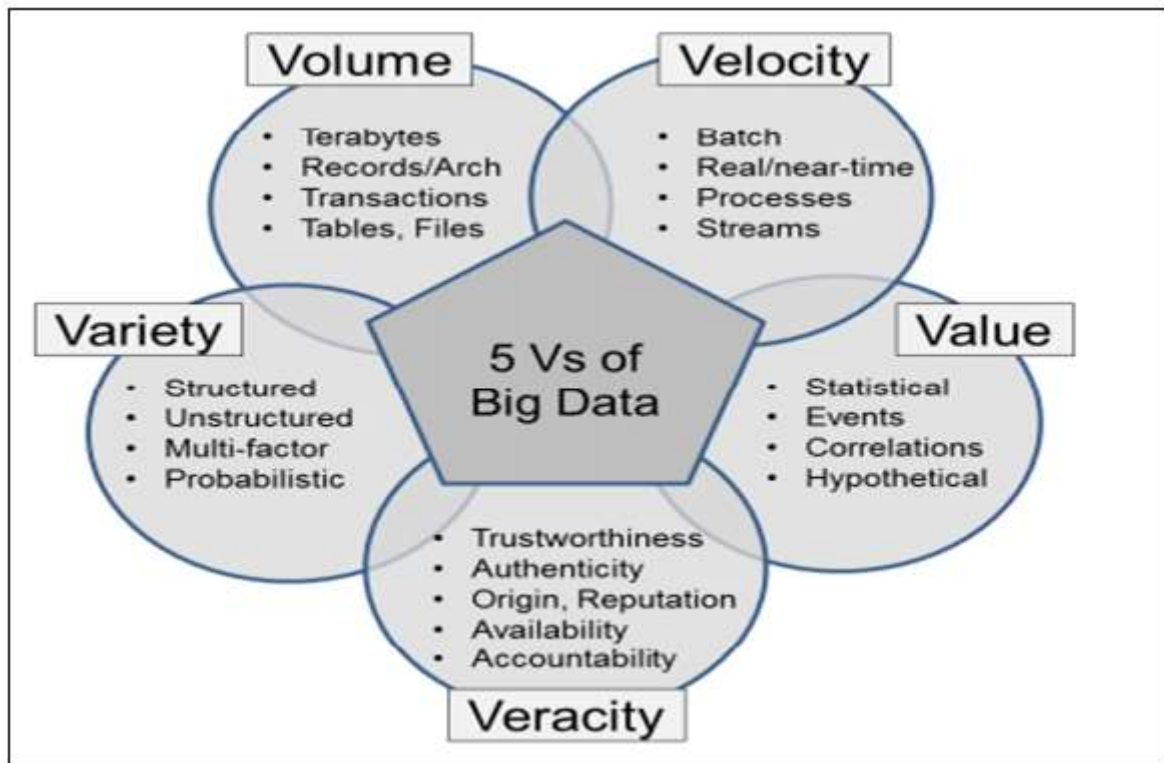 Volume
• Terabytes
• Records/Arch
• Transactions
• Tables, Files
Velocity
• Batch
• Real/near-time
• Processes
• Streams
Variety
• Structured
• Unstructured
• Multi-factor
• Probabilistic
5 Vs of
Big Data
Value
• Statistical
• Events
• Correlations
• Hypothetical
• Trustworthiness
• Authenticity
• Origin, Reputation
• Availability
• Accountability
Veracity